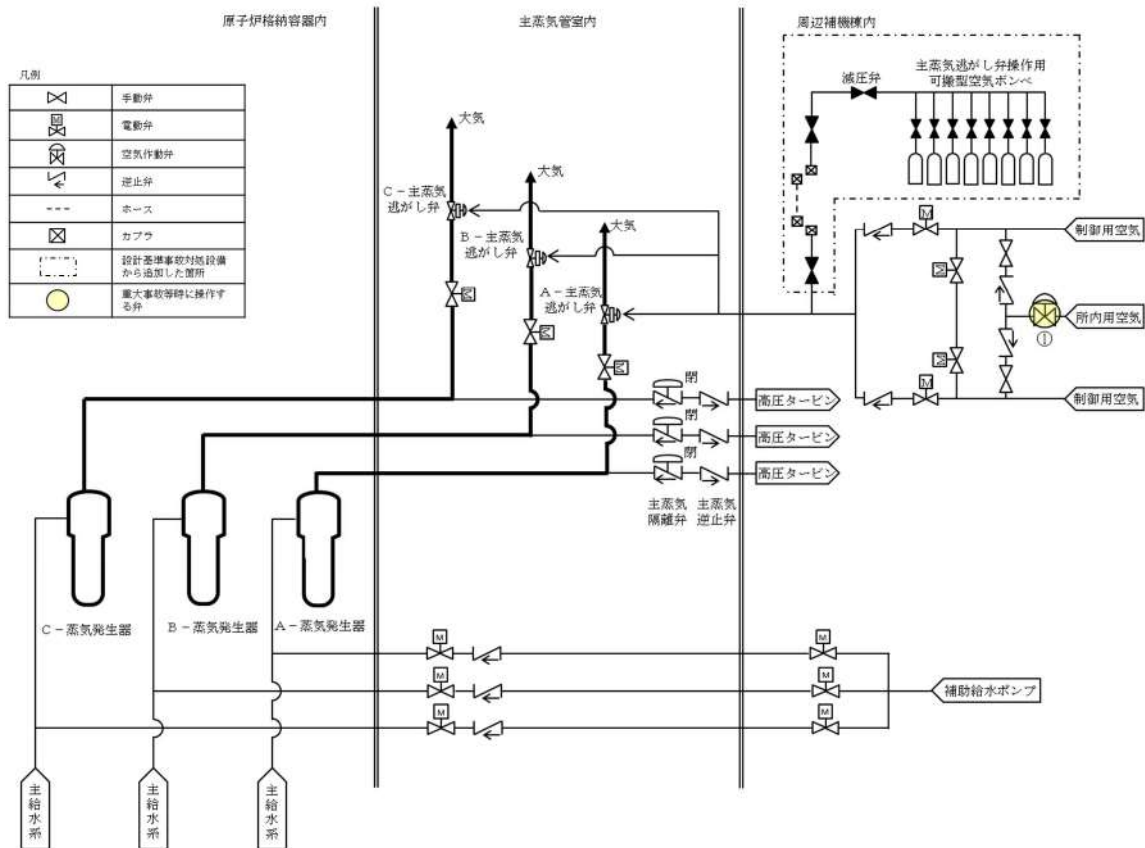 原子炉格納容器内
主蒸気管室内
周辺補機棟内
凡例
手動弁
M
電動弁
空気作動弁
逆止弁
ホース
カプラ
設計基準事故対処設備
から追加した箇所
重大事故等時に操作す
る弁
減圧弁
主蒸気逃がし弁操作用
可搬型空気ボンベ
大気
大気
大気
C－主蒸気
逃がし弁
B－主蒸気
逃がし弁
A－主蒸気
逃がし弁
M
M
M
M
制御用空気
M
所内用空気
①
M
M
制御用空気
閉
高圧タービン
閉
高圧タービン
閉
高圧タービン
主蒸気
隔離弁
主蒸気
逆止弁
C－蒸気発生器
B－蒸気発生器
A－蒸気発生器
M
M
M
M
補助給水ポンプ
M
M
主給水系
主給水系
主給水系